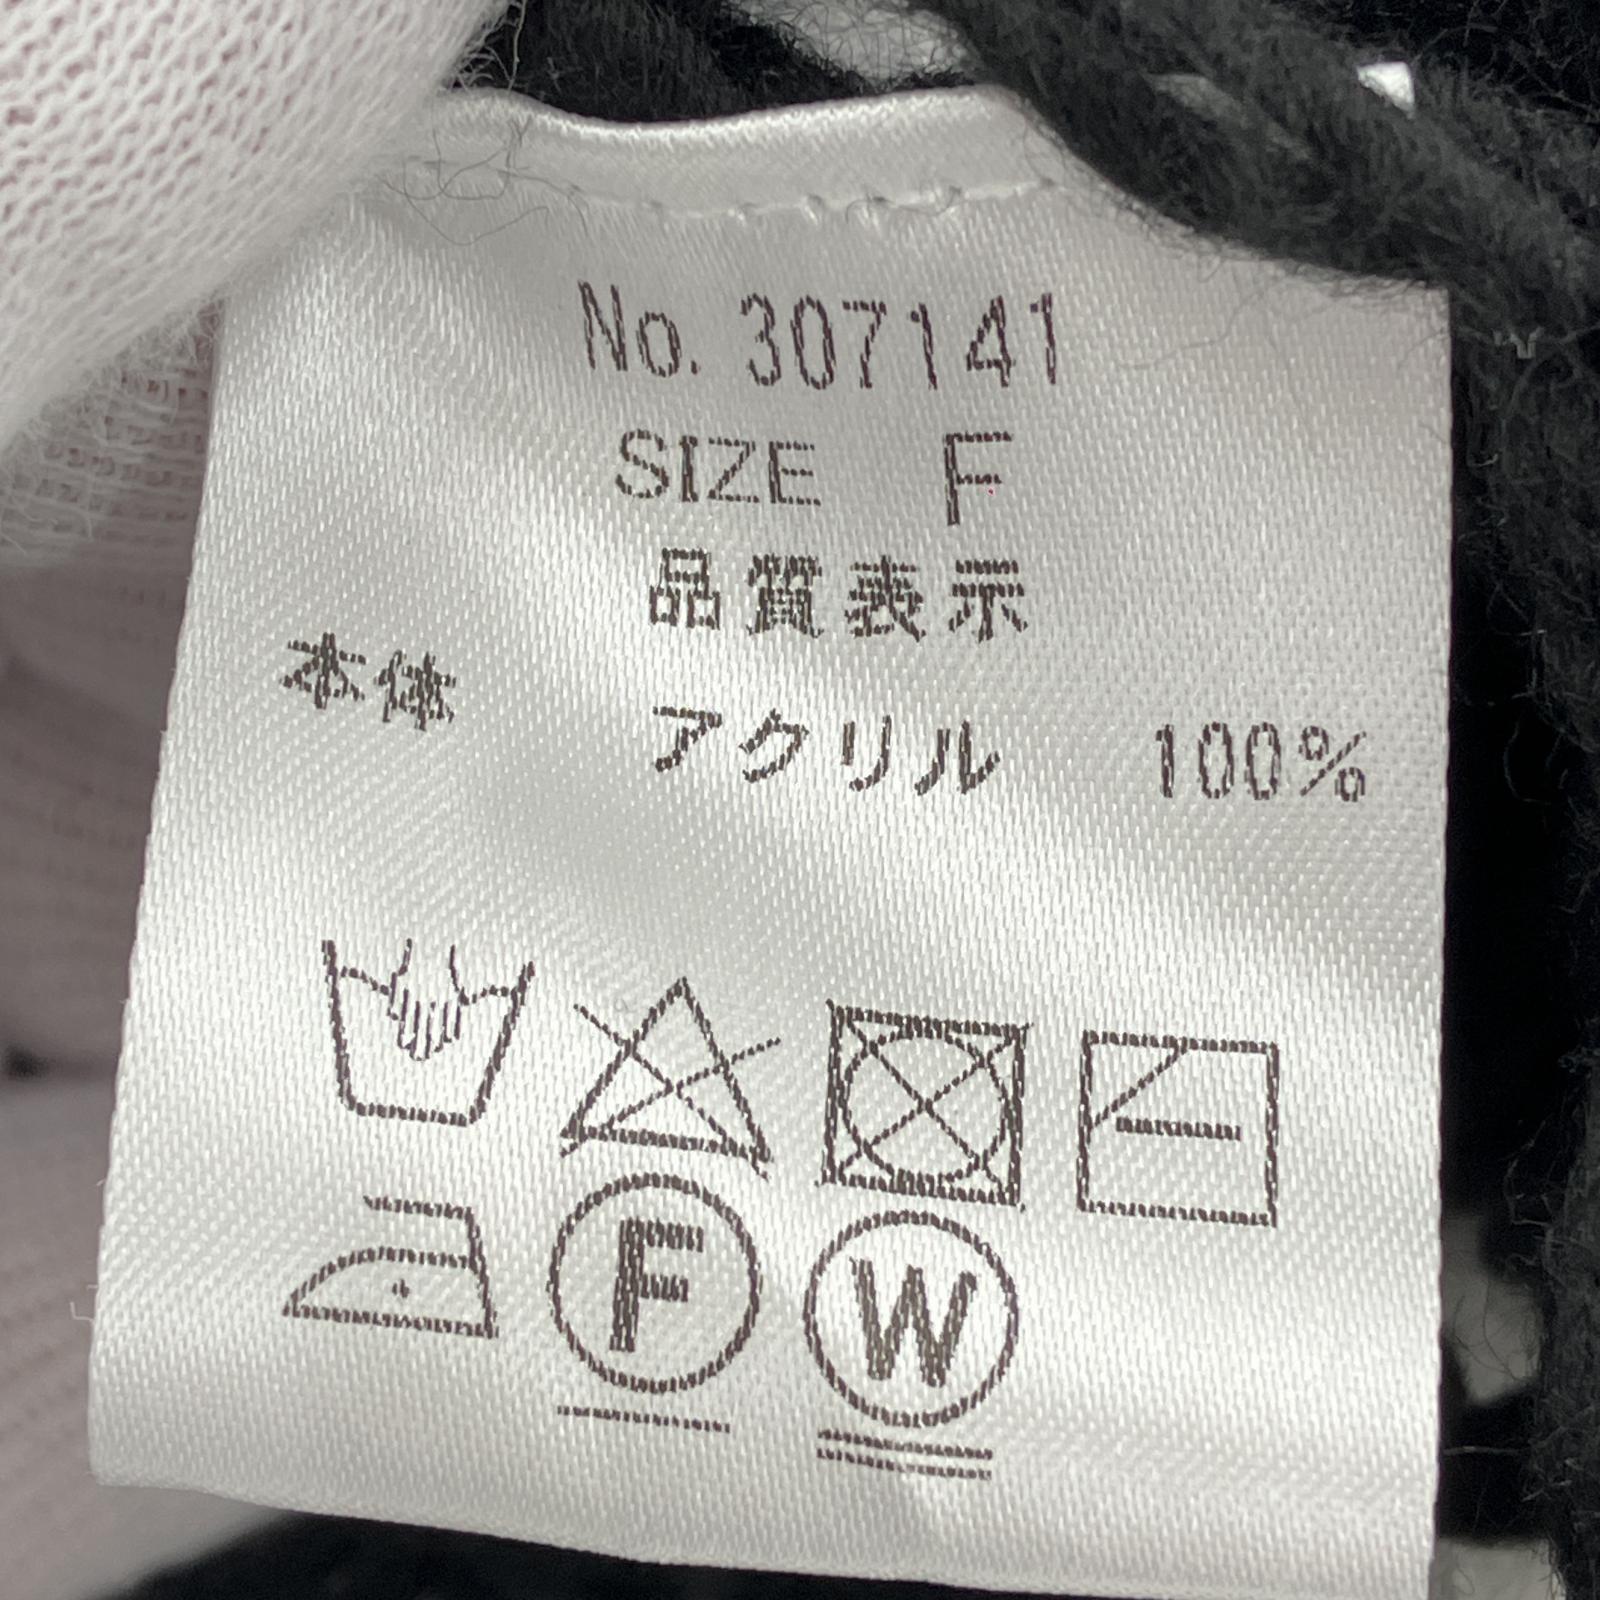 No. 307141
SIZE F
品質表示
本体 アクリル 100%
F
W